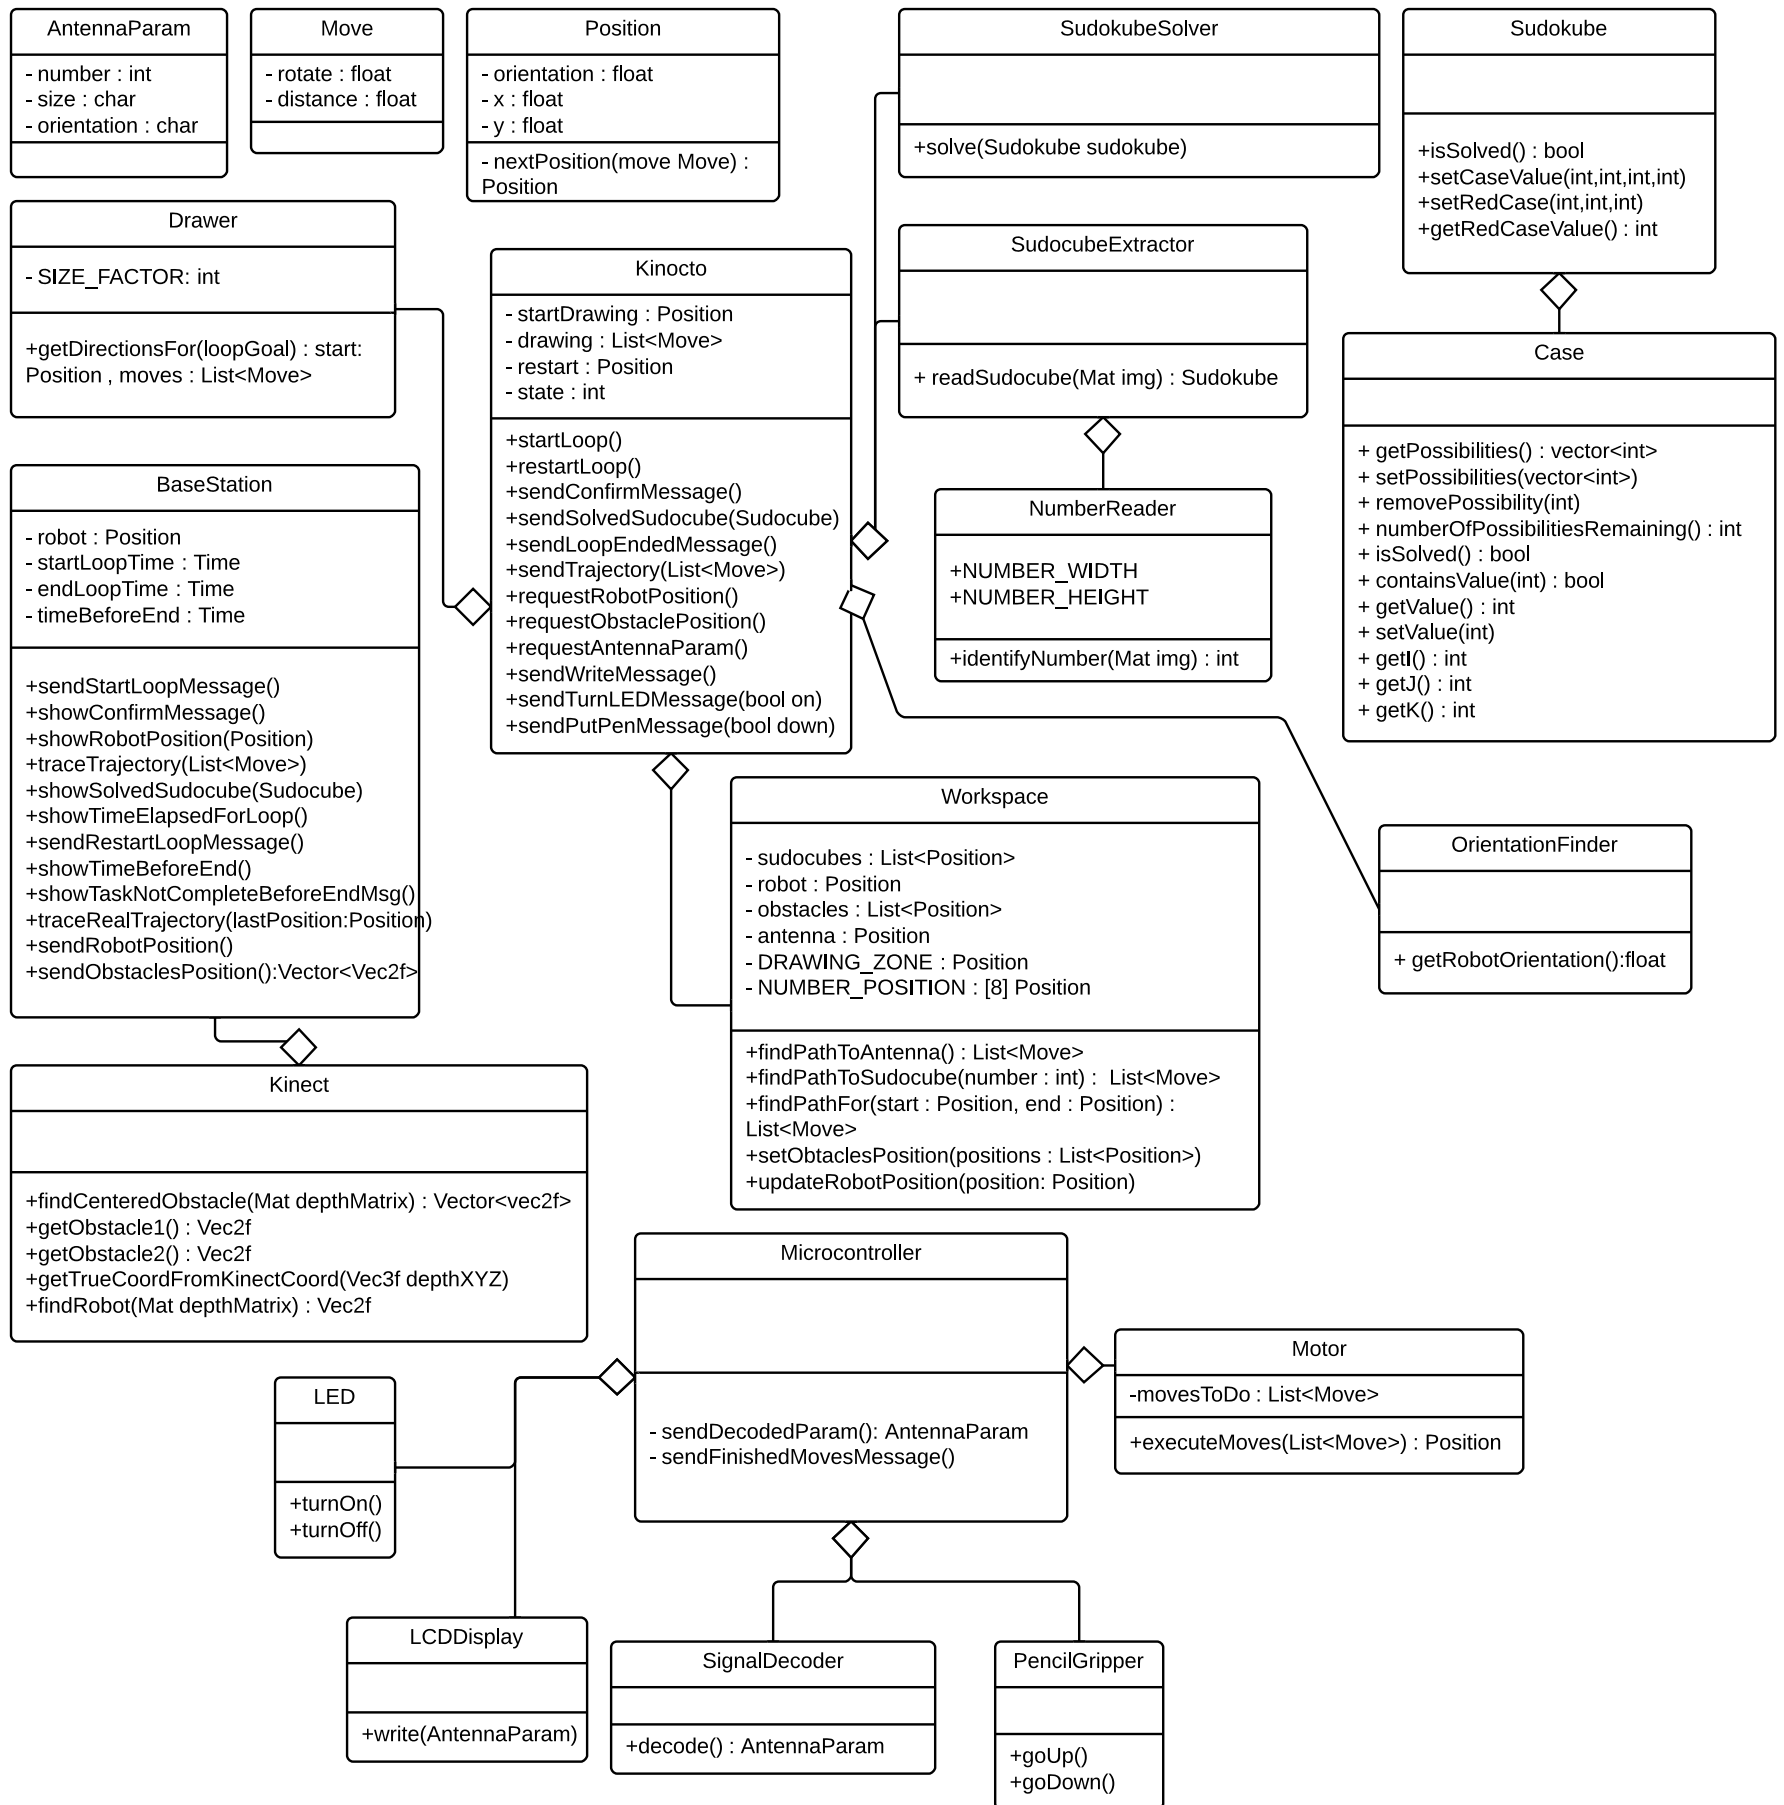 AntennaParam
- number : int
- size : char
- orientation : char
Move
- rotate : float
- distance : float
Position
- orientation : float
- x : float
- y : float
- nextPosition(move Move) :
Position
SudokubeSolver
+solve(Sudokube sudokube)
Sudokube
+isSolved() : bool
+setCaseValue(int,int,int,int)
+setRedCase(int,int,int)
+getRedCaseValue() : int
Drawer
- SIZE_FACTOR: int
+getDirectionsFor(loopGoal) : start:
Position , moves : List<Move>
Kinocto
- startDrawing : Position
- drawing : List<Move>
- restart : Position
- state : int
+startLoop()
+restartLoop()
+sendConfirmMessage()
+sendSolvedSudocube(Sudocube)
+sendLoopEndedMessage()
+sendTrajectory(List<Move>)
+requestRobotPosition()
+requestObstaclePosition()
+requestAntennaParam()
+sendWriteMessage()
+sendTurnLEDMessage(bool on)
+sendPutPenMessage(bool down)
SudocubeExtractor
+ readSudocube(Mat img) : Sudokube
Case
+ getPossibilities() : vector<int>
+ setPossibilities(vector<int>)
+ removePossibility(int)
+ numberOfPossibilitiesRemaining() : int
+ isSolved() : bool
+ containsValue(int) : bool
+ getValue() : int
+ setValue(int)
+ getI() : int
+ getJ() : int
+ getK() : int
NumberReader
+NUMBER_WIDTH
+NUMBER_HEIGHT
+identifyNumber(Mat img) : int
BaseStation
- robot : Position
- startLoopTime : Time
- endLoopTime : Time
- timeBeforeEnd : Time
+sendStartLoopMessage()
+showConfirmMessage()
+showRobotPosition(Position)
+traceTrajectory(List<Move>)
+showSolvedSudocube(Sudocube)
+showTimeElapsedForLoop()
+sendRestartLoopMessage()
+showTimeBeforeEnd()
+showTaskNotCompleteBeforeEndMsg()
+traceRealTrajectory(lastPosition:Position)
+sendRobotPosition()
+sendObstaclesPosition():Vector<Vec2f>
Workspace
- sudocubes : List<Position>
- robot : Position
- obstacles : List<Position>
- antenna : Position
- DRAWING_ZONE : Position
- NUMBER_POSITION : [8] Position
+findPathToAntenna() : List<Move>
+findPathToSudocube(number : int) : List<Move>
+findPathFor(start : Position, end : Position) :
List<Move>
+setObtaclesPosition(positions : List<Position>)
+updateRobotPosition(position: Position)
OrientationFinder
+ getRobotOrientation():float
Kinect
+findCenteredObstacle(Mat depthMatrix) : Vector<vec2f>
+getObstacle1() : Vec2f
+getObstacle2() : Vec2f
+getTrueCoordFromKinectCoord(Vec3f depthXYZ)
+findRobot(Mat depthMatrix) : Vec2f
Microcontroller
- sendDecodedParam(): AntennaParam
- sendFinishedMovesMessage()
Motor
-movesToDo : List<Move>
+executeMoves(List<Move>) : Position
LED
+turnOn()
+turnOff()
LCDDisplay
+write(AntennaParam)
SignalDecoder
+decode() : AntennaParam
PencilGripper
+goUp()
+goDown()